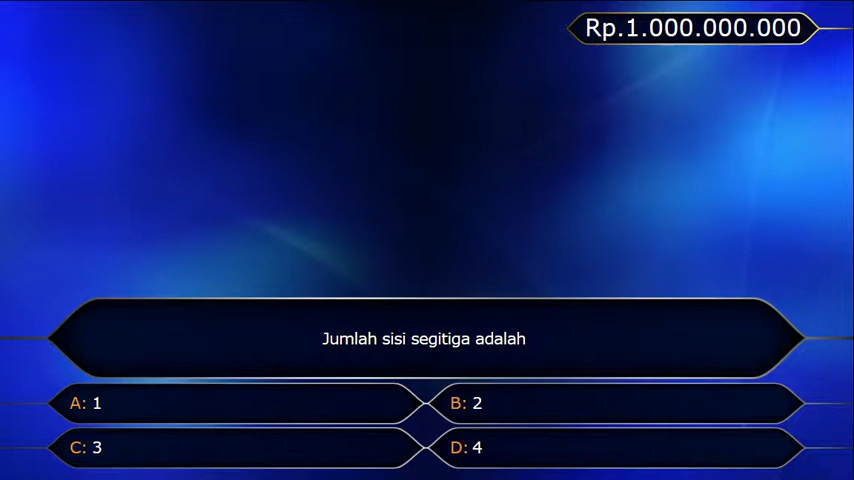 Rp.1.000.000.000
Jumlah sisi segitiga adalah
A: 1
B: 2
C: 3
D: 4